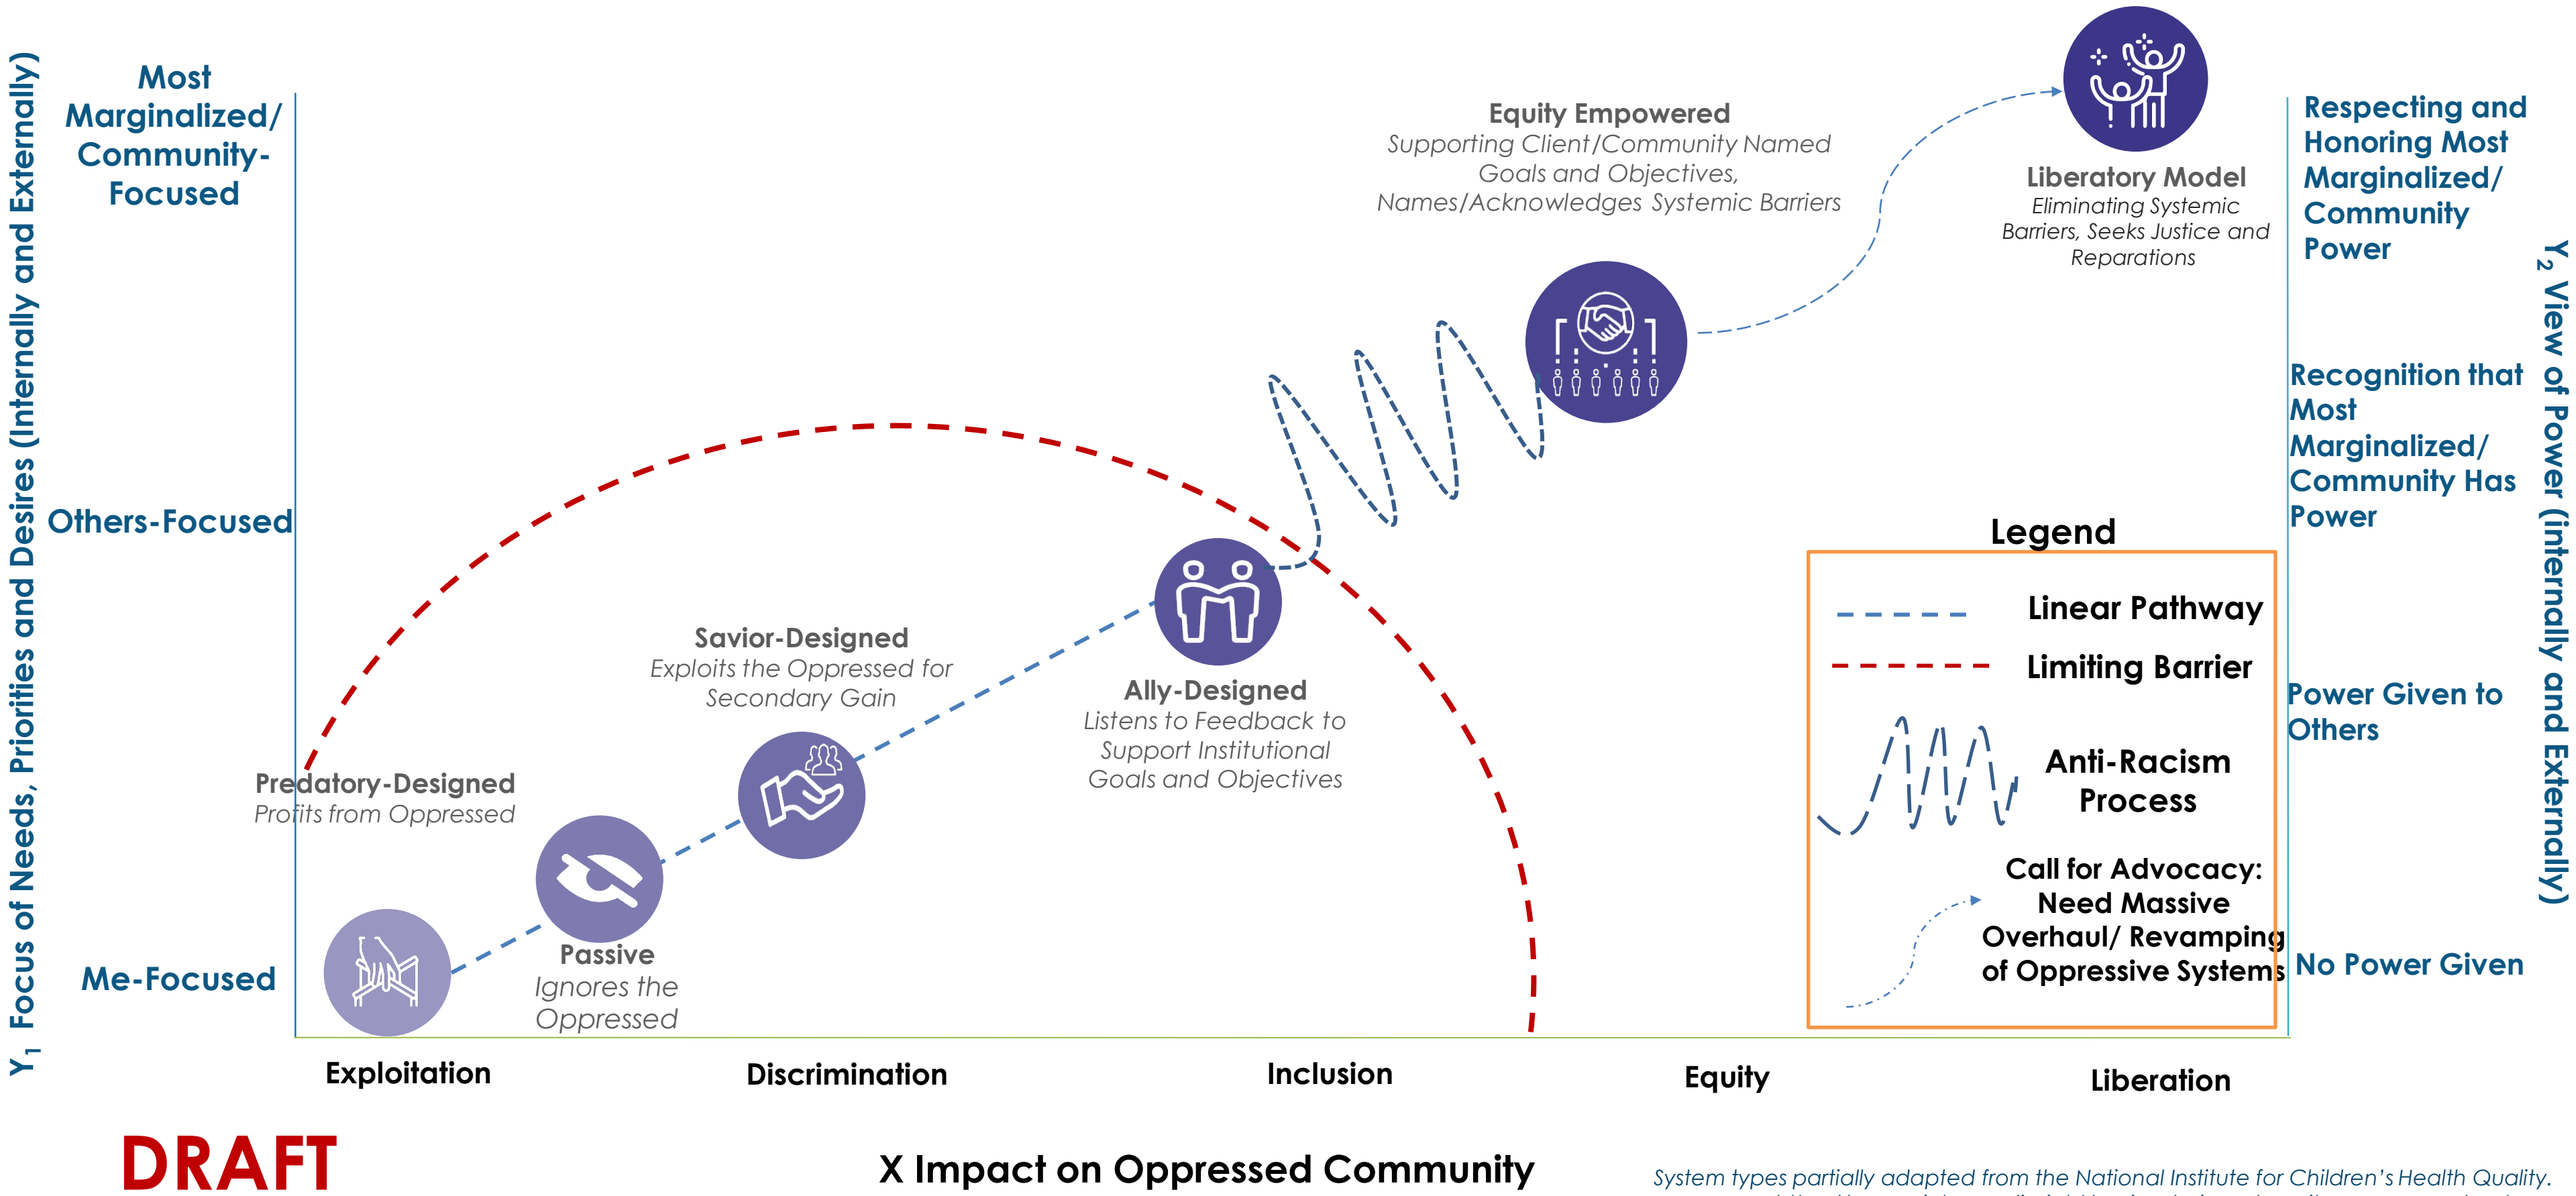 Y1 Focus of Needs, Priorities and Desires (Internally and Externally)
Most
Marginalized/
Community-
Focused
Others-Focused
Me-Focused
Equity Empowered
Supporting Client/Community Named
Goals and Objectives,
Names/Acknowledges Systemic Barriers
Liberatory Model
Eliminating Systemic
Barriers, Seeks Justice and
Reparations
Savior-Designed
Exploits the Oppressed for
Secondary Gain
Ally-Designed
Listens to Feedback to
Support Institutional
Goals and Objectives
Predatory-Designed
Profits from Oppressed
Passive
Ignores the
Oppressed
Legend
Linear Pathway
Limiting Barrier
Anti-Racism
Process
Call for Advocacy:
Need Massive
Overhaul/ Revamping
of Oppressive Systems
Respecting and
Honoring Most
Marginalized/
Community
Power
Recognition that
Most
Marginalized/
Community Has
Power
Power Given to
Others
No Power Given
Y2 View of Power (internally and Externally)
Exploitation
Discrimination
Inclusion
Equity
Liberation
DRAFT
X Impact on Oppressed Community
System types partially adapted from the National Institute for Children's Health Quality.